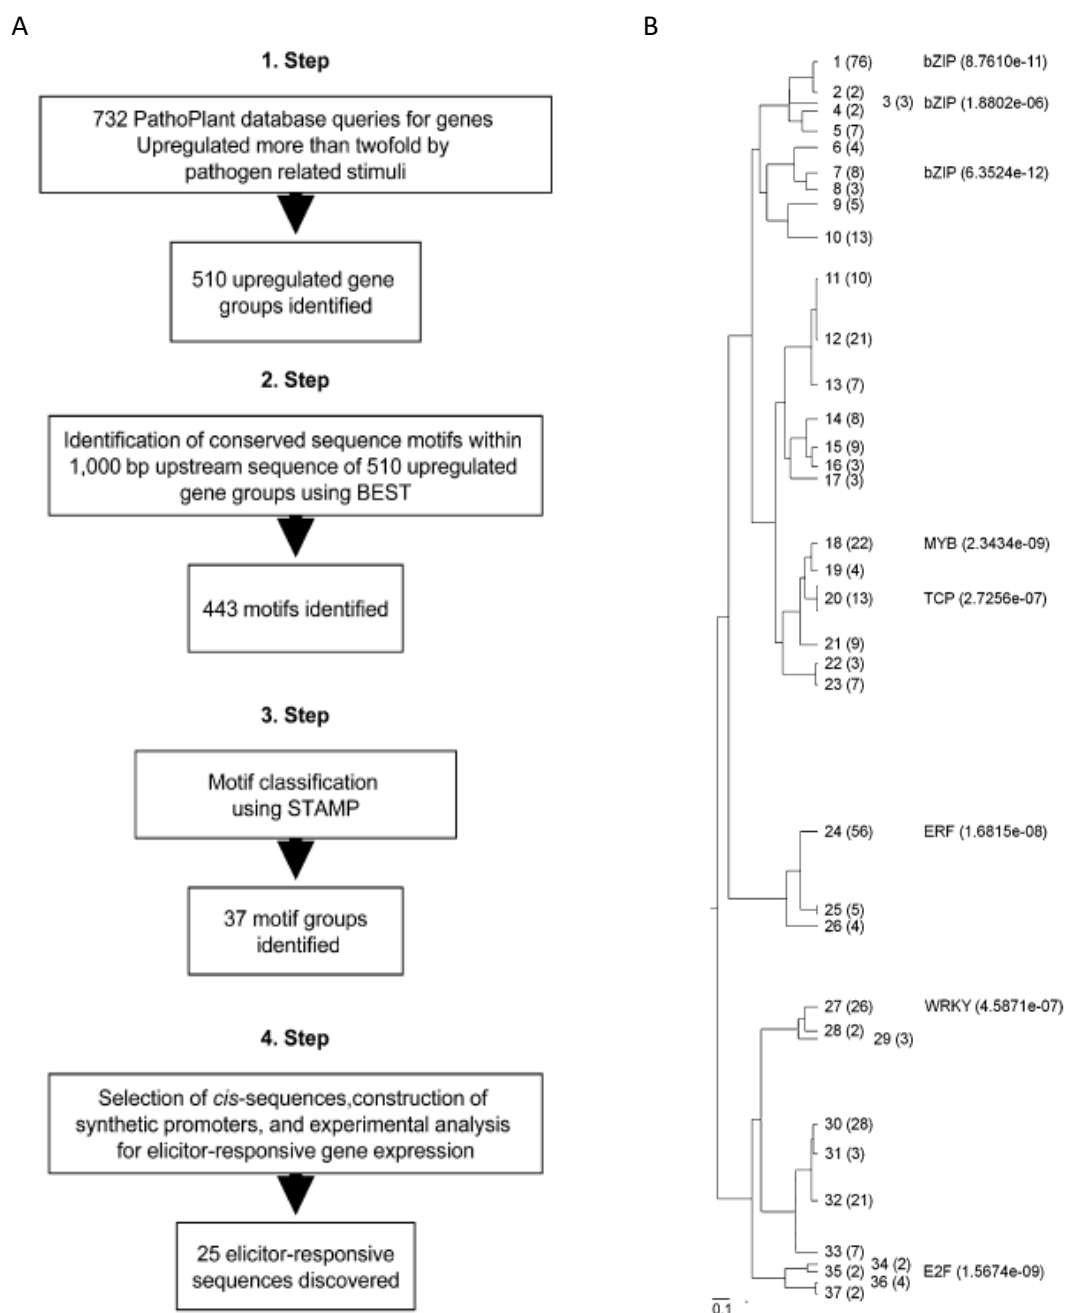 A
1. Step
732 PathoPlant database queries for genes
Upregulated more than twofold by
pathogen related stimuli
510 upregulated gene
groups identified
2. Step
Identification of conserved sequence motifs within
1,000 bp upstream sequence of 510 upregulated
gene groups using BEST
443 motifs identified
3. Step
Motif classification
using STAMP
37 motif groups
identified
4. Step
Selection of cis-sequences,construction of
synthetic promoters, and experimental analysis
for elicitor-responsive gene expression
25 elicitor-responsive
sequences discovered
B
1 (76) bZIP (8.7610e-11)
2 (2)
3 (3) bZIP (1.8802e-06)
4 (2)
5 (7)
6 (4)
7 (8) bZIP (6.3524e-12)
8 (3)
9 (5)
10 (13)
11 (10)
12 (21)
13 (7)
14 (8)
15 (9)
16 (3)
17 (3)
18 (22) MYB (2.3434e-09)
19 (4)
20 (13) TCP (2.7256e-07)
21 (9)
22 (3)
23 (7)
24 (56) ERF (1.6815e-08)
25 (5)
26 (4)
27 (26) WRKY (4.5871e-07)
28 (2)
29 (3)
30 (28)
31 (3)
32 (21)
33 (7)
34 (2)
35 (2) E2F (1.5674e-09)
36 (4)
37 (2)
0.1